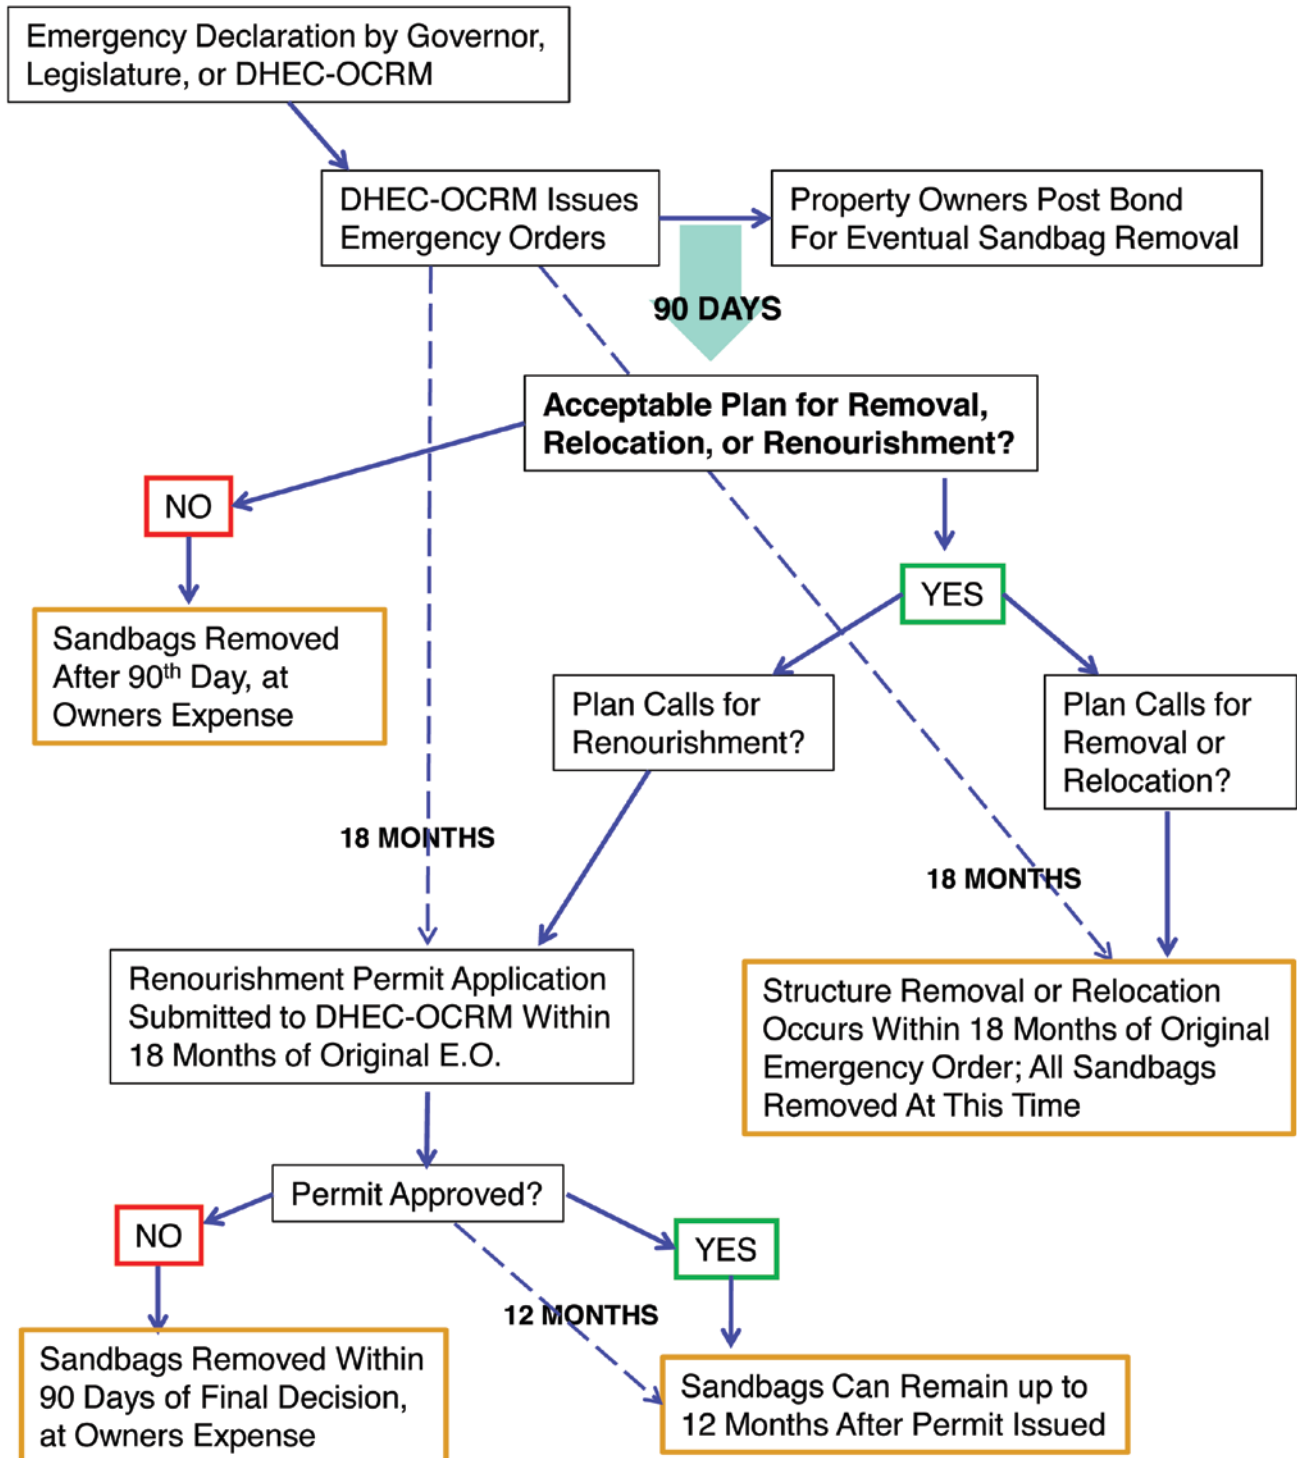 Emergency Declaration by Governor,
Legislature, or DHEC-OCRM
DHEC-OCRM Issues
Emergency Orders
Property Owners Post Bond
For Eventual Sandbag Removal
90 DAYS
Acceptable Plan for Removal,
Relocation, or Renourishment?
NO
YES
Sandbags Removed
After 90th Day, at
Owners Expense
Plan Calls for
Renourishment?
Plan Calls for
Removal or
Relocation?
18 MONTHS
18 MONTHS
Renourishment Permit Application
Submitted to DHEC-OCRM Within
18 Months of Original E.O.
Structure Removal or Relocation
Occurs Within 18 Months of Original
Emergency Order; All Sandbags
Removed At This Time
Permit Approved?
NO
YES
12 MONTHS
Sandbags Removed Within
90 Days of Final Decision,
at Owners Expense
Sandbags Can Remain up to
12 Months After Permit Issued